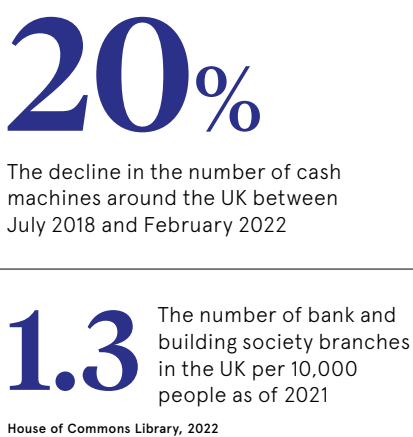 20%
The decline in the number of cash
machines around the UK between
July 2018 and February 2022
1.3
The number of bank and
building society branches
in the UK per 10,000
people as of 2021
House of Commons Library, 2022